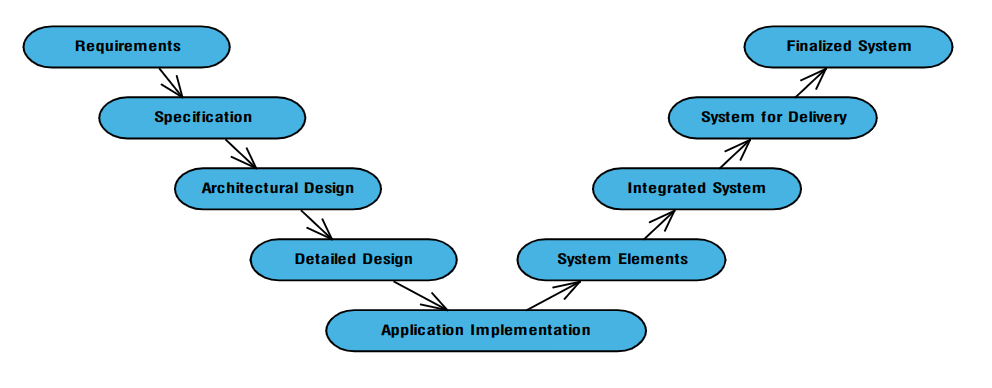 Requirements
Finalized System
Specification
System for Delivery
Architectural Design
Integrated System
Detailed Design
System Elements
Application Implementation